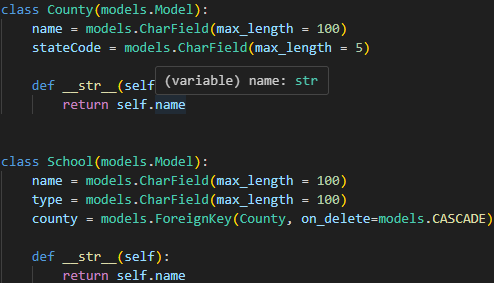 class County(models.Model):
    name = models.CharField(max_length = 100)
    stateCode = models.CharField(max_length = 5)
    def __str__(self
(variable) name: str
        return self.name
class School(models.Model):
    name = models.CharField(max_length = 100)
    type = models.CharField(max_length = 100)
    county = models.ForeignKey(County, on_delete=models.CASCADE)
    def __str__(self):
        return self.name